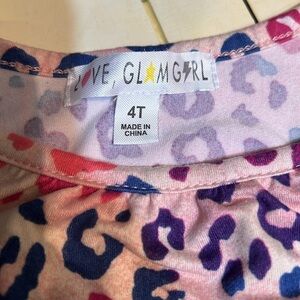 LOVE, GLAMGIRL
4T
MADE IN
CHINA